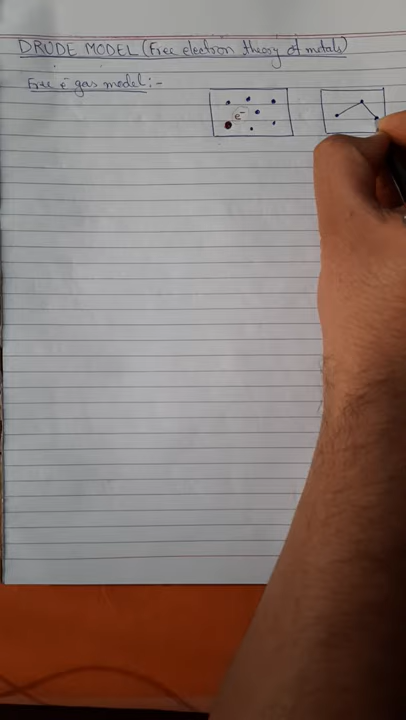 DRUDE MODEL (Free electron theory of metals)
Free e⁻ gas model:-
e⁻